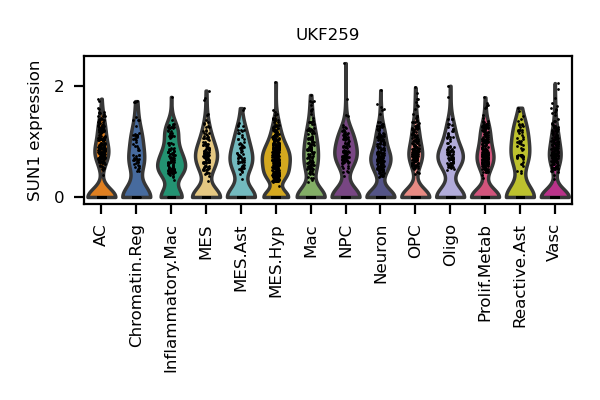 UKF259
SUN1 expression
2
0
AC
Chromatin.Reg
Inflammatory.Mac
MES
MES.Ast
MES.Hyp
Mac
NPC
Neuron
OPC
Oligo
Prolif.Metab
Reactive.Ast
Vasc